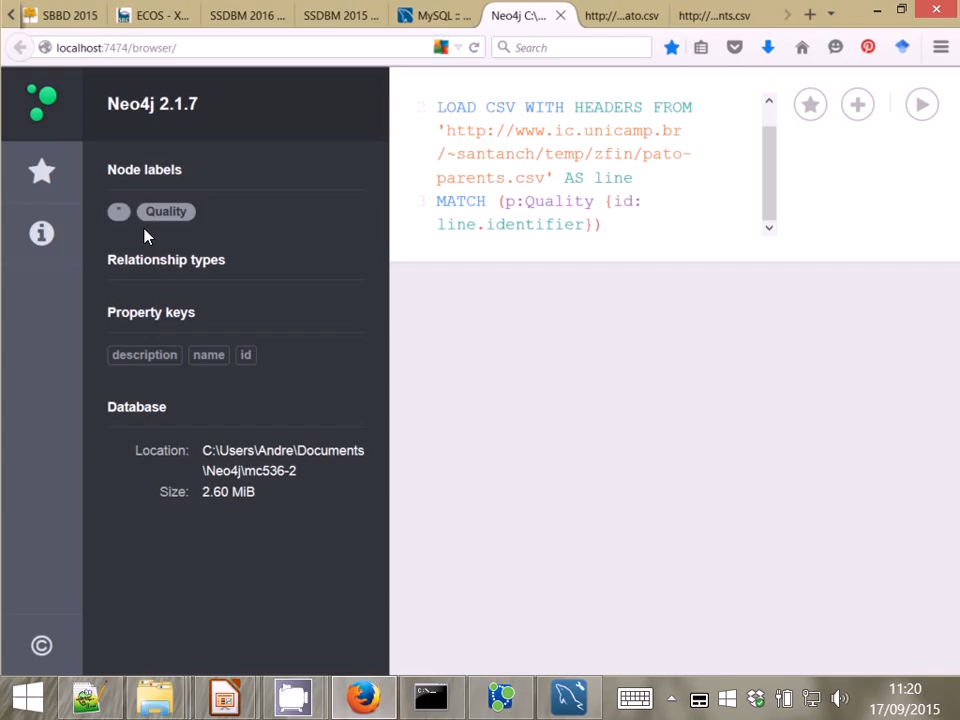 SBBD 2015
ECOS - X...
SSDBM 2016 ...
SSDBM 2015 ...
MySQL :: ...
Neo4j C:\...
http://...ato.csv
http://...nts.csv
localhost:7474/browser/
Search
Neo4j 2.1.7
Node labels
*
Quality
Relationship types
Property keys
description
name
id
Database
Location:
C:\Users\Andre\Documents
\Neo4j\mc536-2
Size:
2.60 MiB
2 LOAD CSV WITH HEADERS FROM
'http://www.ic.unicamp.br
/~santanch/temp/zfin/pato-
parents.csv' AS line
3 MATCH (p:Quality {id:
line.identifier})
11:20
17/09/2015